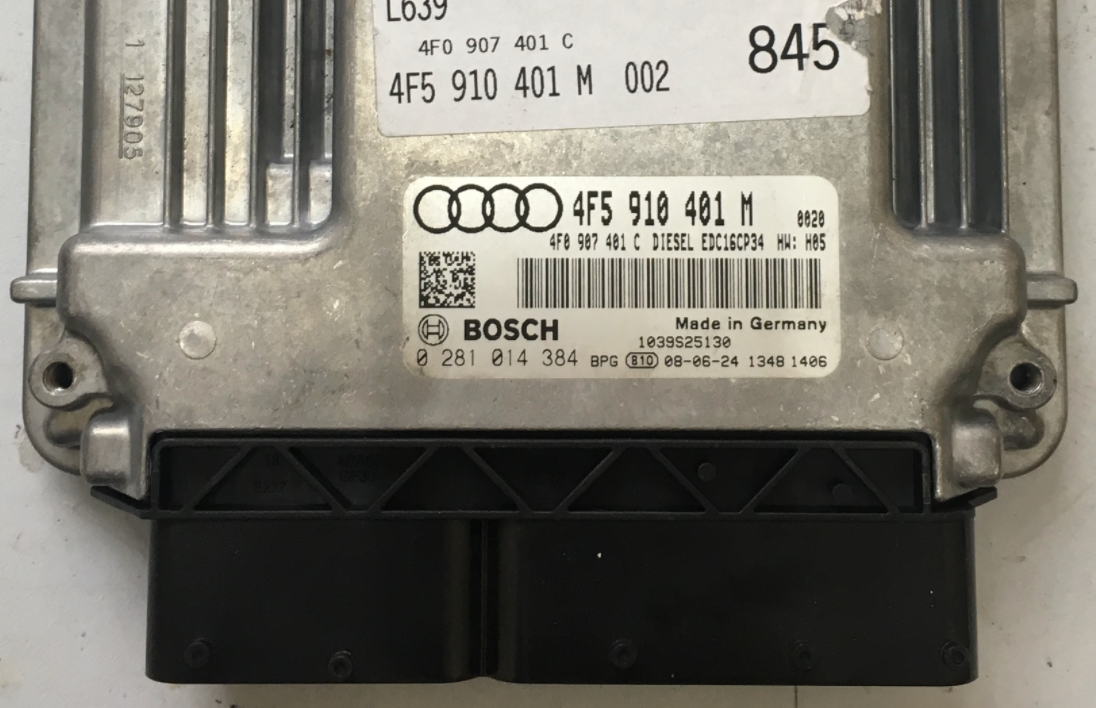 L639
4F0 907 401 C
4F5 910 401 M 002
845
1 127905
4F5 910 401 M 0020
4F0 907 401 C DIESEL EDC16CP34 HW: H05
BOSCH
Made in Germany
1039S25130
0 281 014 384 BPG 810 08-06-24 1348 1406